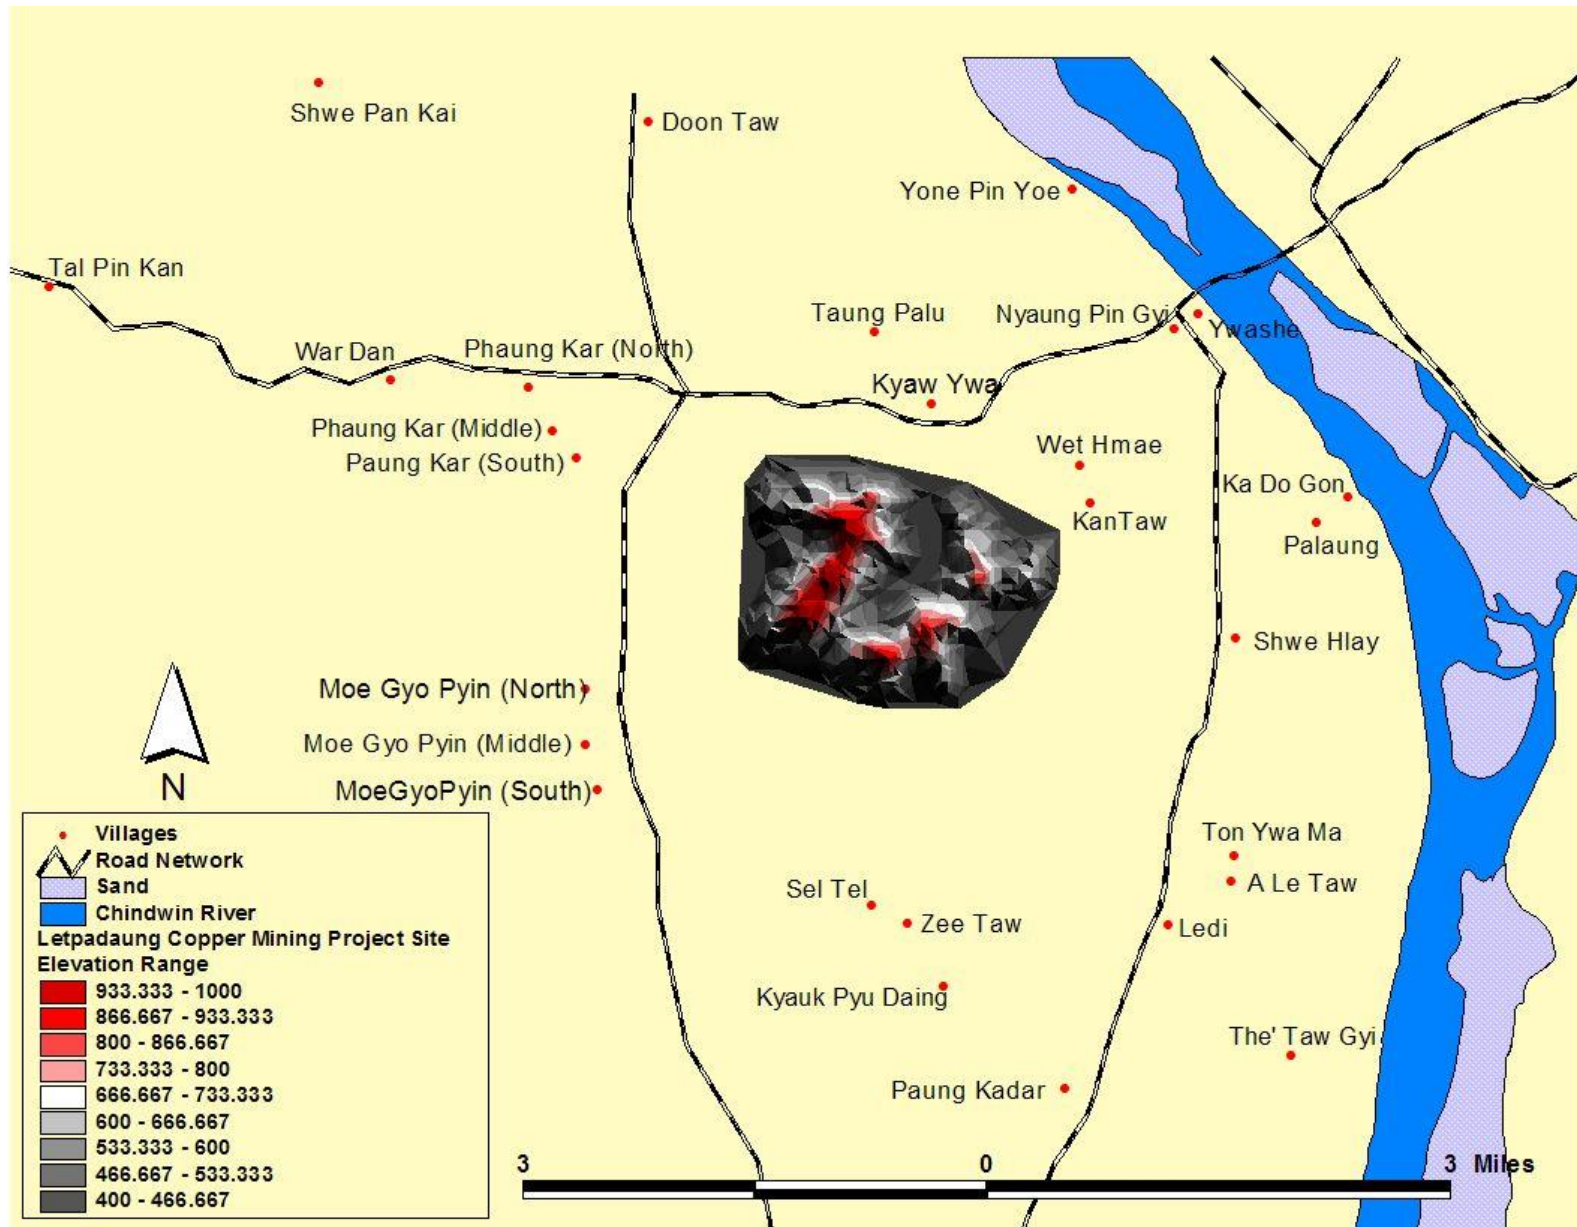 Shwe Pan Kai
Doon Taw
Yone Pin Yoe
Tal Pin Kan
Taung Palu
Nyaung Pin Gyi
Ywashe
War Dan
Phaung Kar (North)
Kyaw Ywa
Phaung Kar (Middle)
Paung Kar (South)
Wet Hmae
Ka Do Gon
KanTaw
Palaung
Shwe Hlay
Moe Gyo Pyin (North)
Moe Gyo Pyin (Middle)
MoeGyoPyin (South)
N
Ton Ywa Ma
A Le Taw
Sel Tel
Zee Taw
Ledi
Kyauk Pyu Daing
The' Taw Gyi
Paung Kadar
Villages
Road Network
Sand
Chindwin River
Letpadaung Copper Mining Project Site
Elevation Range
933.333 - 1000
866.667 - 933.333
800 - 866.667
733.333 - 800
666.667 - 733.333
600 - 666.667
533.333 - 600
466.667 - 533.333
400 - 466.667
3 0 3 Miles